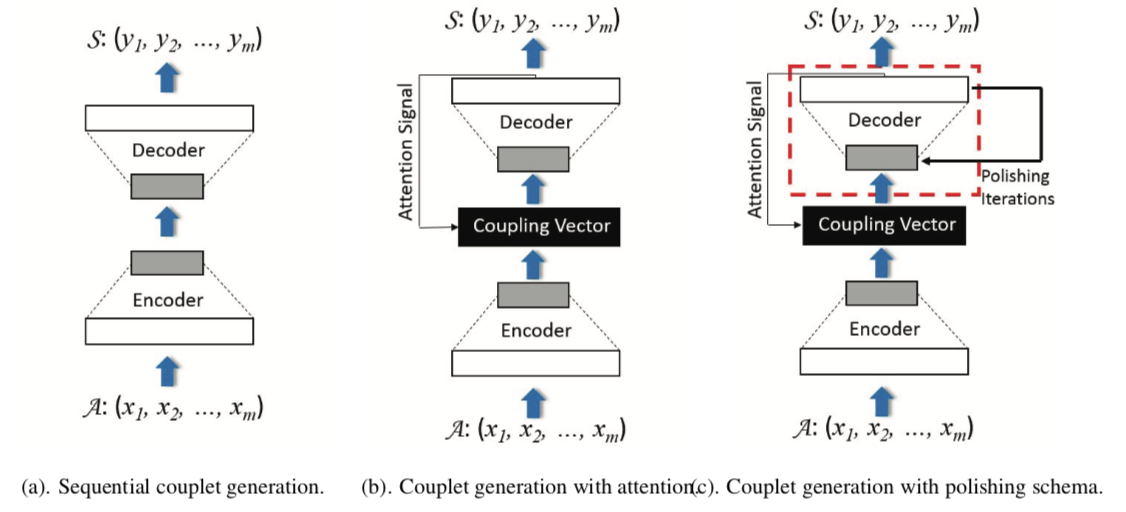 S: (y1, y2, ..., ym)
Decoder
Encoder
A: (x1, x2, ..., xm)
(a). Sequential couplet generation.
S: (y1, y2, ..., ym)
Attention Signal
Decoder
Coupling Vector
Encoder
A: (x1, x2, ..., xm)
(b). Couplet generation with attention.
S: (y1, y2, ..., ym)
Attention Signal
Decoder
Polishing
Iterations
Coupling Vector
Encoder
A: (x1, x2, ..., xm)
(c). Couplet generation with polishing schema.